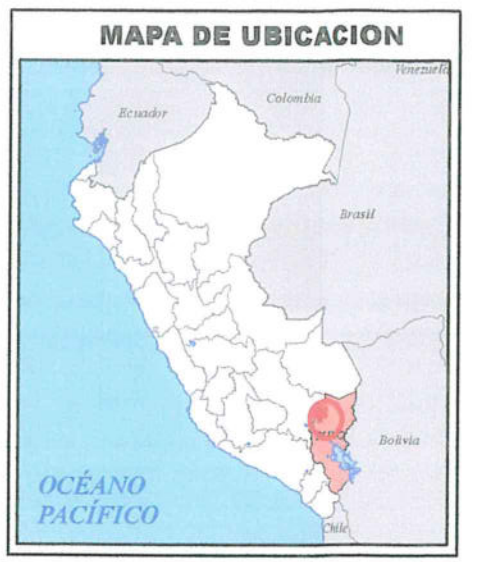 MAPA DE UBICACION
Venezuela
Colombia
Ecuador
Brasil
Bolivia
OCÉANO
PACÍFICO
Chile